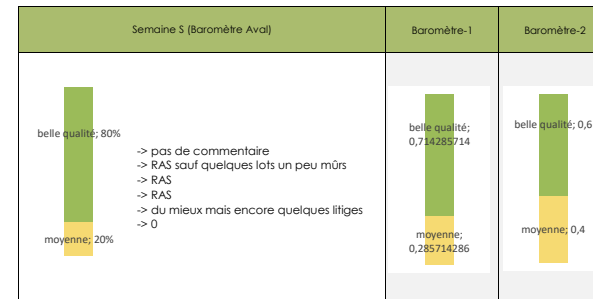 Semaine S (Baromètre Aval)
Baromètre-1
Baromètre-2
belle qualité; 80%
moyenne; 20%
-> pas de commentaire
-> RAS sauf quelques lots un peu mûrs
-> RAS
-> RAS
-> du mieux mais encore quelques litiges
-> 0
belle qualité;
0,714285714
moyenne;
0,285714286
belle qualité; 0,6
moyenne; 0,4